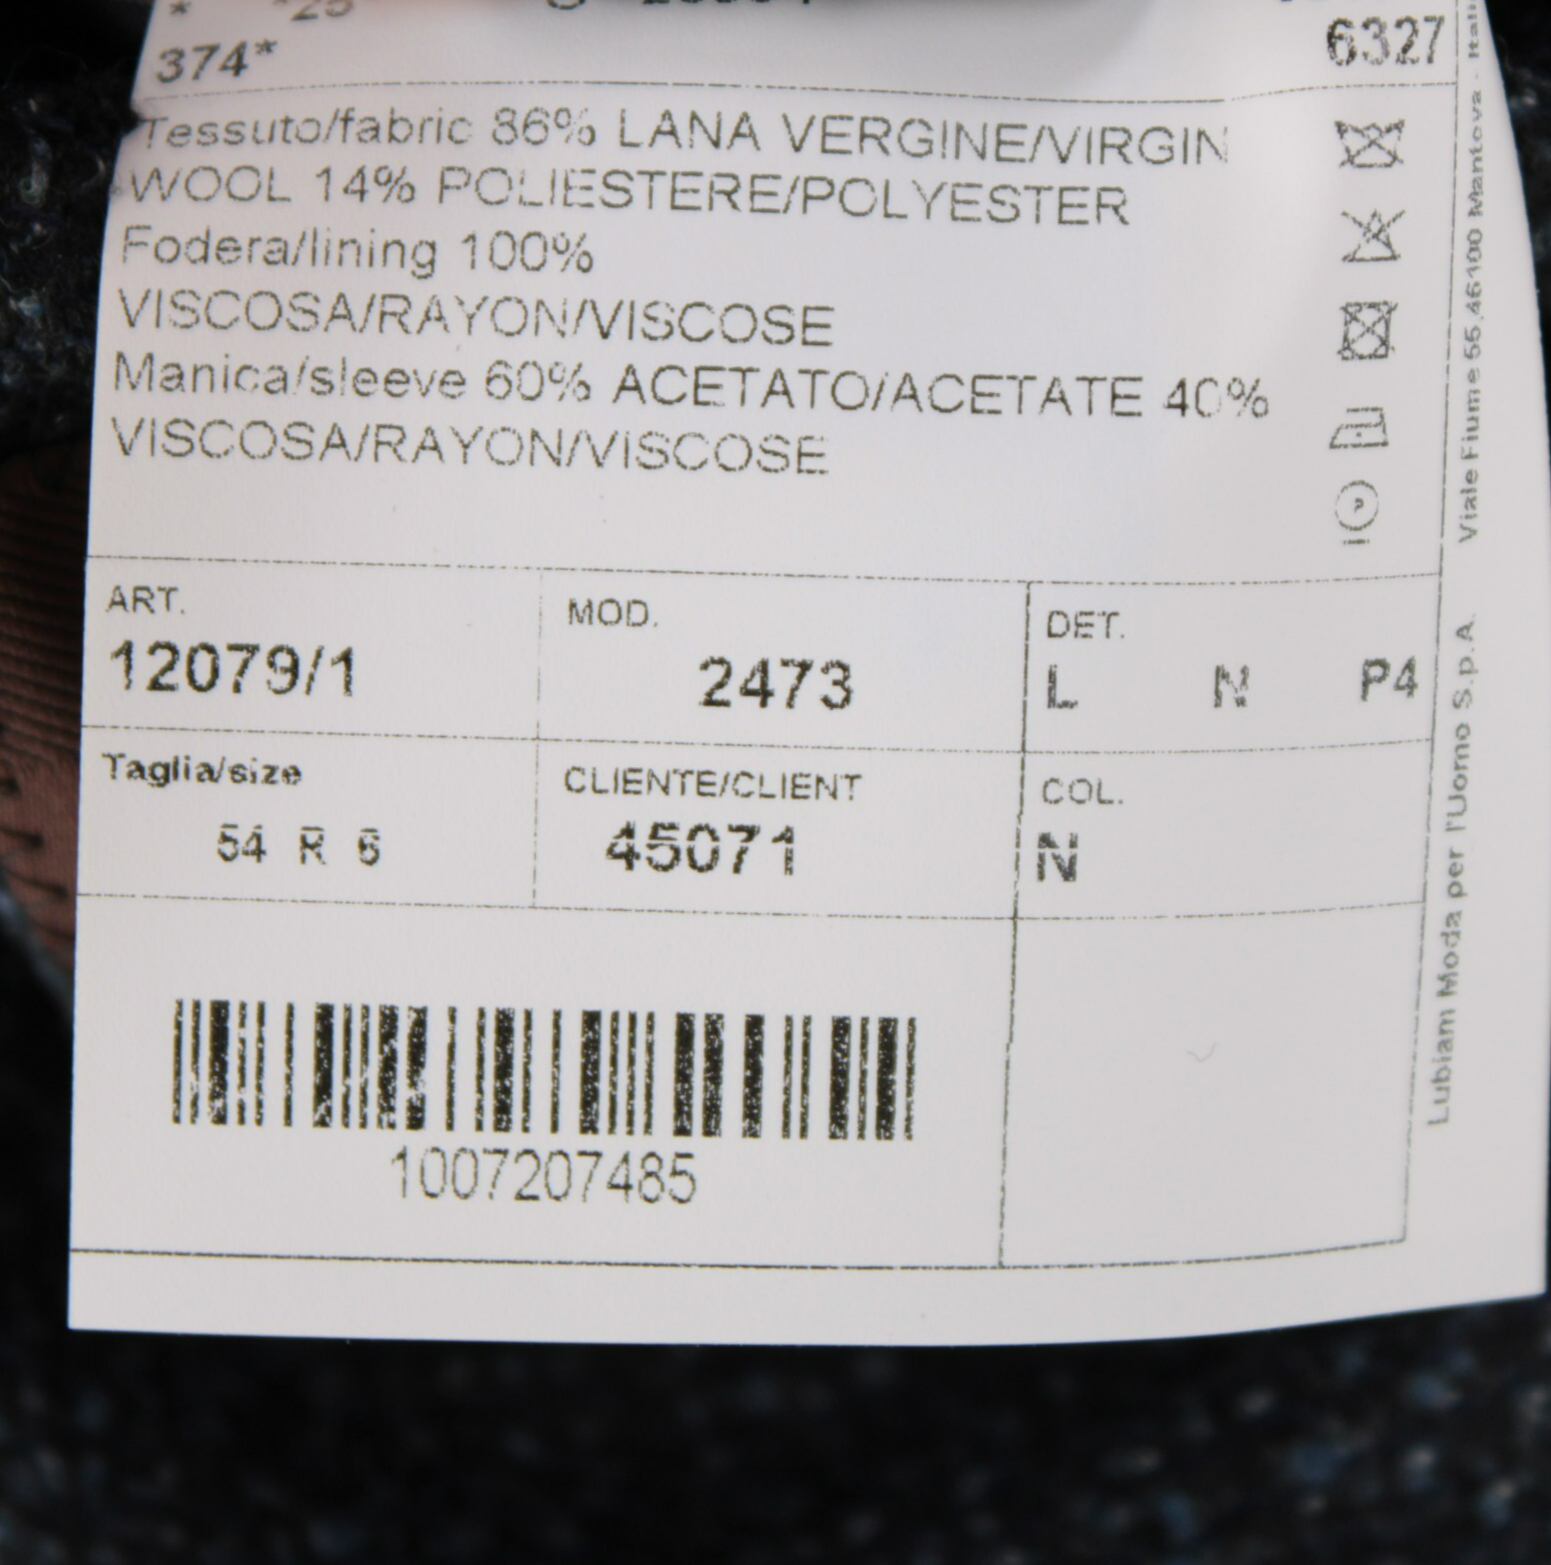 374*
6327
Tessuto/fabric 86% LANA VERGINE/VIRGIN
WOOL 14% POLIESTERE/POLYESTER
Fodera/lining 100%
VISCOSA/RAYON/VISCOSE
Manica/sleeve 60% ACETATO/ACETATE 40%
VISCOSA/RAYON/VISCOSE
ART.
12079/1
MOD.
2473
DET.
L N P4
Taglia/size
54 R 6
CLIENTE/CLIENT
45071
COL.
N
1007207485
Lubiam Moda per l'Uomo S.p.A. Viale Fiume 55,46100 Mantova -